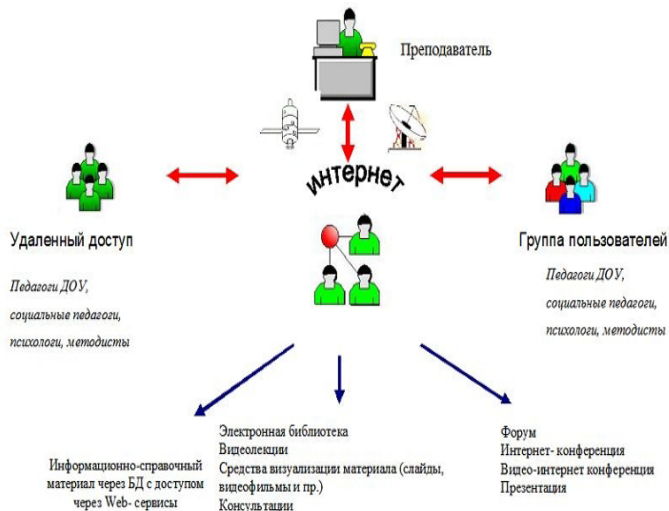 Преподаватель
интернет
Удаленный доступ
Педагоги ДОУ,
социальные педагоги,
психологи, методисты
Группа пользователей
Педагоги ДОУ,
социальные педагоги,
психологи, методисты
Информационно-справочный
материал через БД с доступом
через Web- сервисы
Электронная библиотека
Видеолекции
Средства визуализации материала (слайды,
видеофильмы и пр.)
Консультации
Форум
Интернет- конференция
Видео-интернет конференция
Презентация